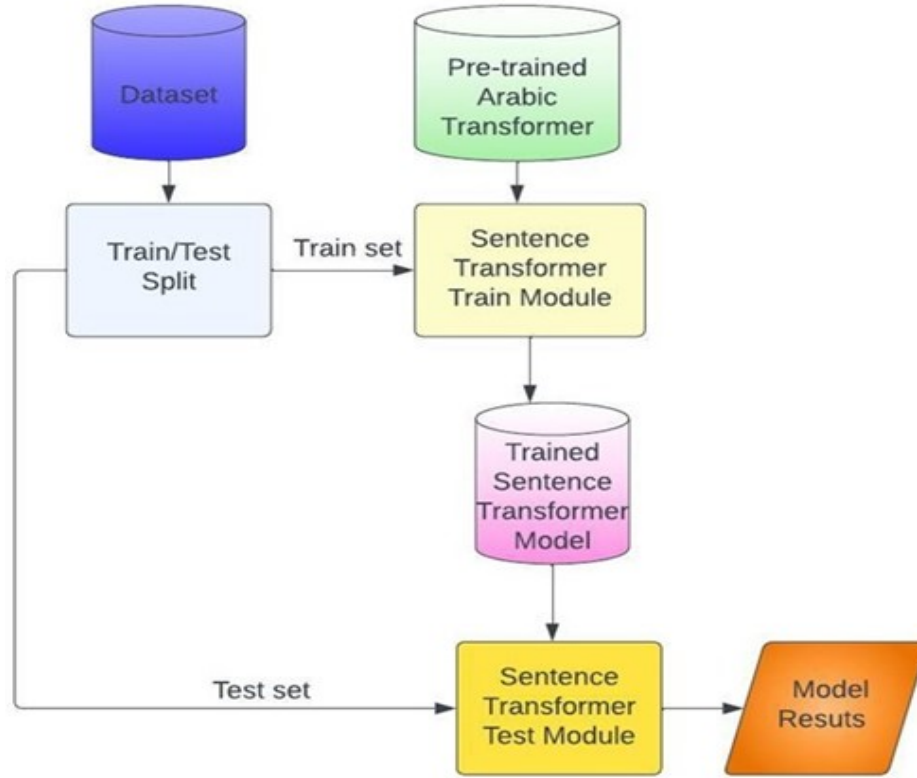 Dataset
Pre-trained
Arabic
Transformer
Train/Test
Split
Train set
Sentence
Transformer
Train Module
Trained
Sentence
Transformer
Model
Test set
Sentence
Transformer
Test Module
Model
Resuts